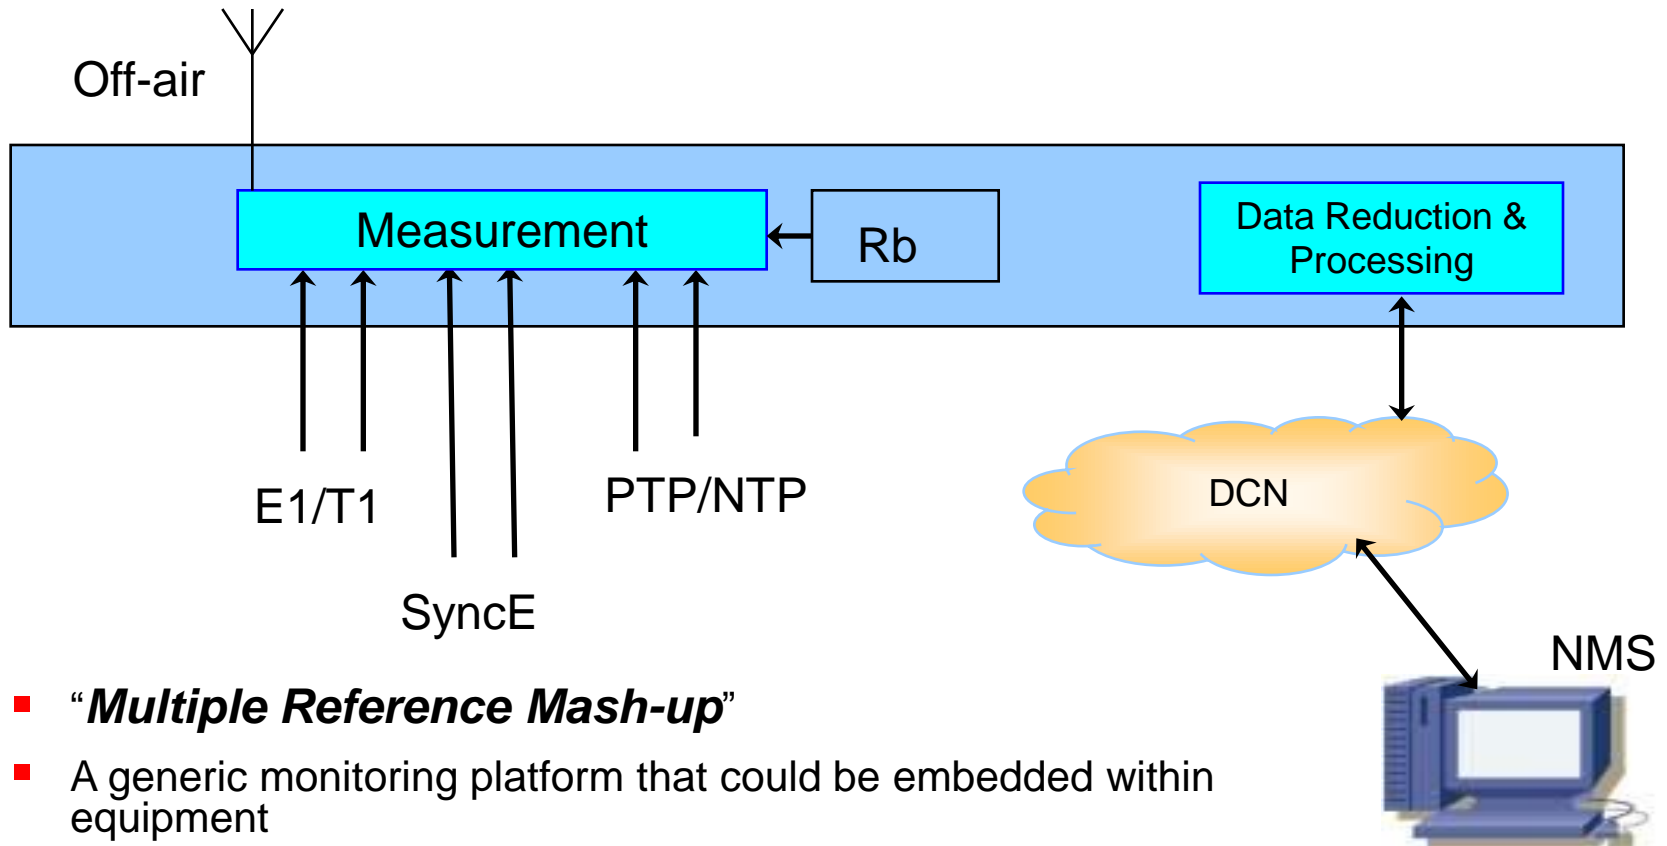 Off-air
Measurement
Rb
Data Reduction &
Processing
E1/T1
PTP/NTP
DCN
SyncE
NMS
“Multiple Reference Mash-up”
A generic monitoring platform that could be embedded within
equipment